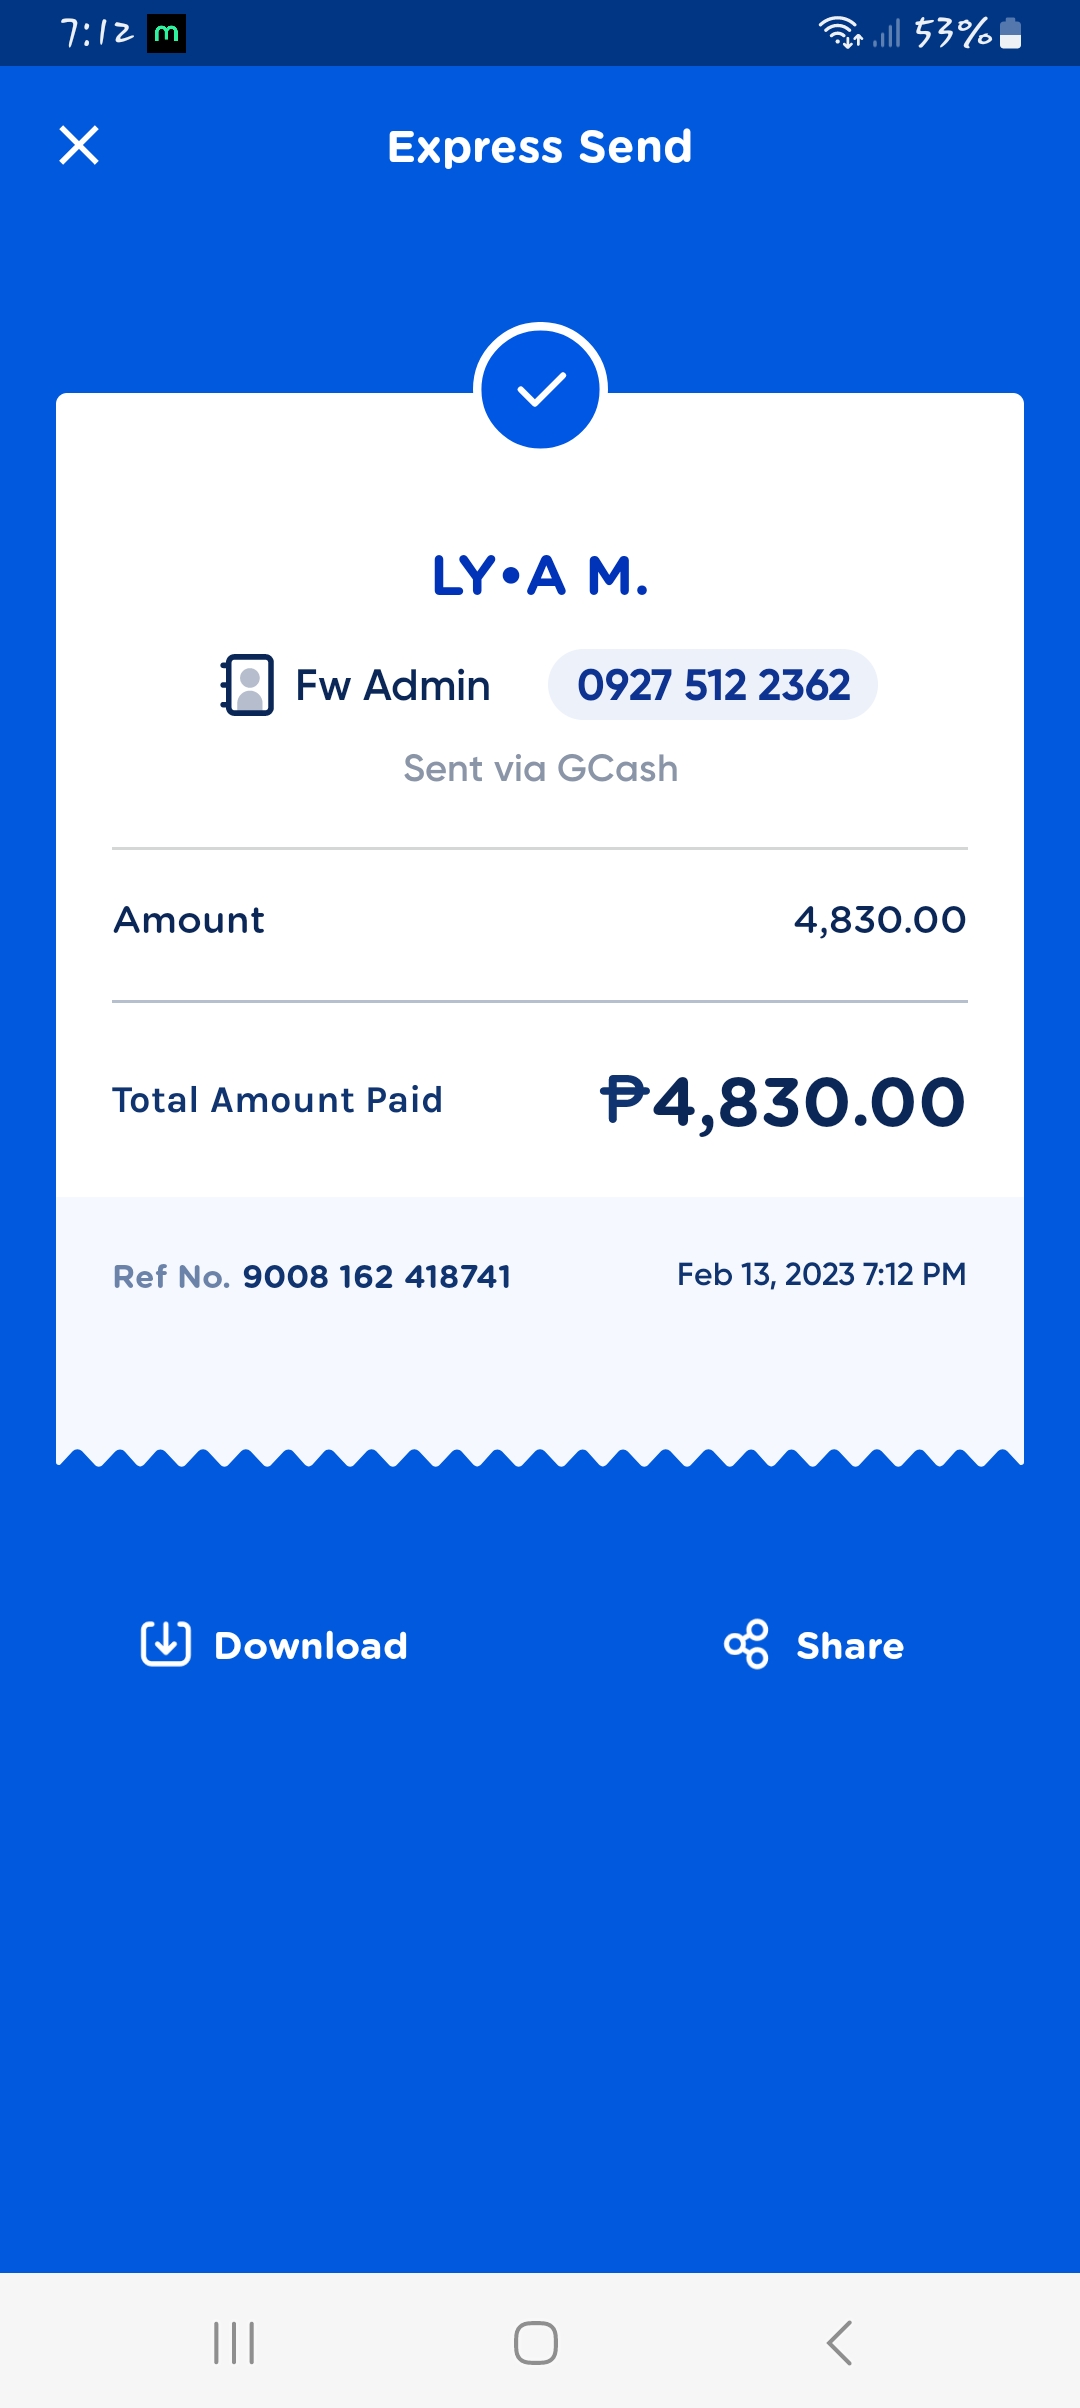 7:12 m 53%
Express Send
LY•A M.
Fw Admin 0927 512 2362
Sent via GCash
Amount 4,830.00
Total Amount Paid ₱4,830.00
Ref No. 9008 162 418741 Feb 13, 2023 7:12 PM
Download Share